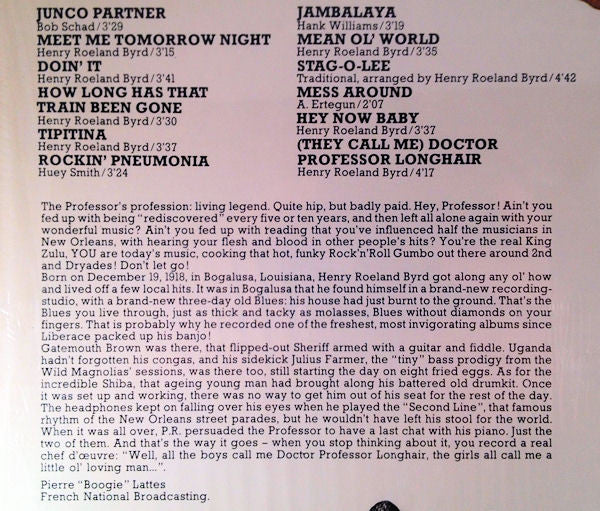 JUNCO PARTNER
Bob Schad/3'29
MEET ME TOMORROW NIGHT
Henry Roeland Byrd/3'15
DOIN' IT
Henry Roeland Byrd/3'41
HOW LONG HAS THAT
TRAIN BEEN GONE
Henry Roeland Byrd/3'30
TIPITINA
Henry Roeland Byrd/3'37
ROCKIN' PNEUMONIA
Huey Smith/3'24
JAMBALAYA
Hank Williams/3'19
MEAN OL' WORLD
Henry Roeland Byrd/3'35
STAG-O-LEE
Traditional, arranged by Henry Roeland Byrd/4'42
MESS AROUND
A. Ertegun/2'07
HEY NOW BABY
Henry Roeland Byrd/3'37
(THEY CALL ME) DOCTOR
PROFESSOR LONGHAIR
Henry Roeland Byrd/4'17
The Professor's profession: living legend. Quite hip, but badly paid. Hey, Professor! Ain't you
fed up with being "rediscovered" every five or ten years, and then left all alone again with your
wonderful music? Ain't you fed up with reading that you've influenced half the musicians in
New Orleans, with hearing your flesh and blood in other people's hits? You're the real King
Zulu, YOU are today's music, cooking that hot, funky Rock'n'Roll Gumbo out there around 2nd
and Dryades! Don't let go!
Born on December 19, 1918, in Bogalusa, Louisiana, Henry Roeland Byrd got along any ol' how
and lived off a few local hits. It was in Bogalusa that he found himself in a brand-new recording-
studio, with a brand-new three-day old Blues: his house had just burnt to the ground. That's the
Blues you live through, just as thick and tacky as molasses, Blues without diamonds on your
fingers. That is probably why he recorded one of the freshest, most invigorating albums since
Liberace packed up his banjo!
Gatemouth Brown was there, that flipped-out Sheriff armed with a guitar and fiddle. Uganda
hadn't forgotten his congas, and his sidekick Julius Farmer, the "tiny" bass prodigy from the
Wild Magnolias' sessions, was there too, still starting the day on eight fried eggs. As for the
incredible Shiba, that ageing young man had brought along his battered old drumkit. Once
it was set up and working, there was no way to get him out of his seat for the rest of the day.
The headphones kept on falling over his eyes when he played the "Second Line", that famous
rhythm of the New Orleans street parades, but he wouldn't have left his stool for the world.
When it was all over, P.R. persuaded the Professor to have a last chat with his piano. Just the
two of them. And that's the way it goes – when you stop thinking about it, you record a real
chef d'œuvre: "Well, all the boys call me Doctor Professor Longhair, the girls all call me a
little ol' loving man...".
Pierre "Boogie" Lattes
French National Broadcasting.